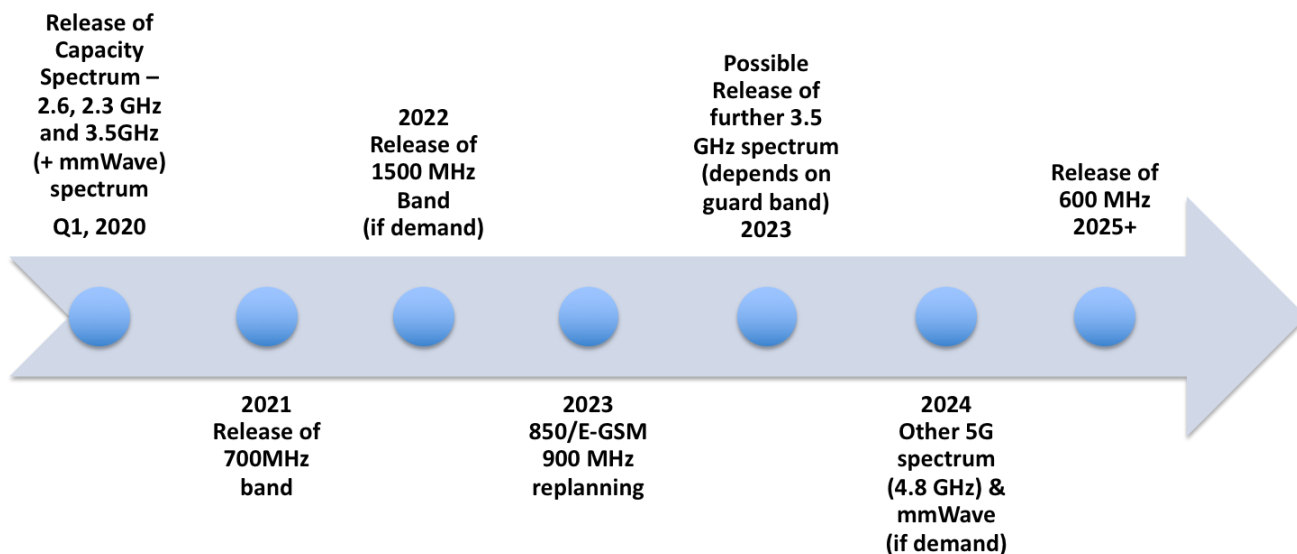 Release of
Capacity
Spectrum –
2.6, 2.3 GHz
and 3.5GHz
(+ mmWave)
spectrum
Q1, 2020
2021
Release of
700MHz
band
2022
Release of
1500 MHz
Band
(if demand)
2023
850/E-GSM
900 MHz
replanning
Possible
Release of
further 3.5
GHz spectrum
(depends on
guard band)
2023
2024
Other 5G
spectrum
(4.8 GHz) &
mmWave
(if demand)
Release of
600 MHz
2025+